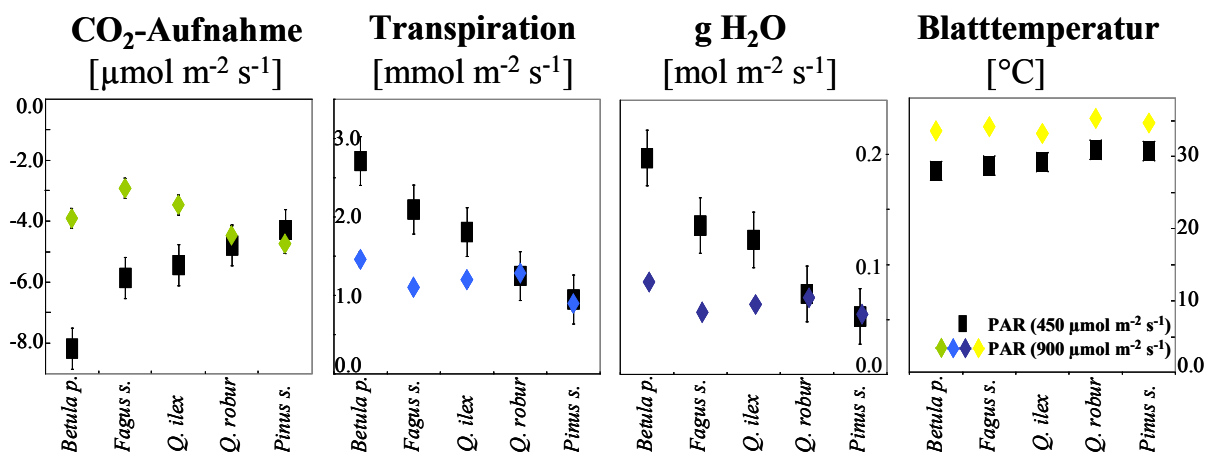 CO₂-Aufnahme
[µmol m⁻² s⁻¹]
0.0
-2.0
-4.0
-6.0
-8.0
Betula p.
Fagus s.
Q. ilex
Q. robur
Pinus s.
Transpiration
[mmol m⁻² s⁻¹]
3.0
2.0
1.0
0.0
Betula p.
Fagus s.
Q. ilex
Q. robur
Pinus s.
g H₂O
[mol m⁻² s⁻¹]
0.2
0.1
0.0
Betula p.
Fagus s.
Q. ilex
Q. robur
Pinus s.
Blatttemperatur
[°C]
30
20
10
0.0
PAR (450 µmol m⁻² s⁻¹)
PAR (900 µmol m⁻² s⁻¹)
Betula p.
Fagus s.
Q. ilex
Q. robur
Pinus s.